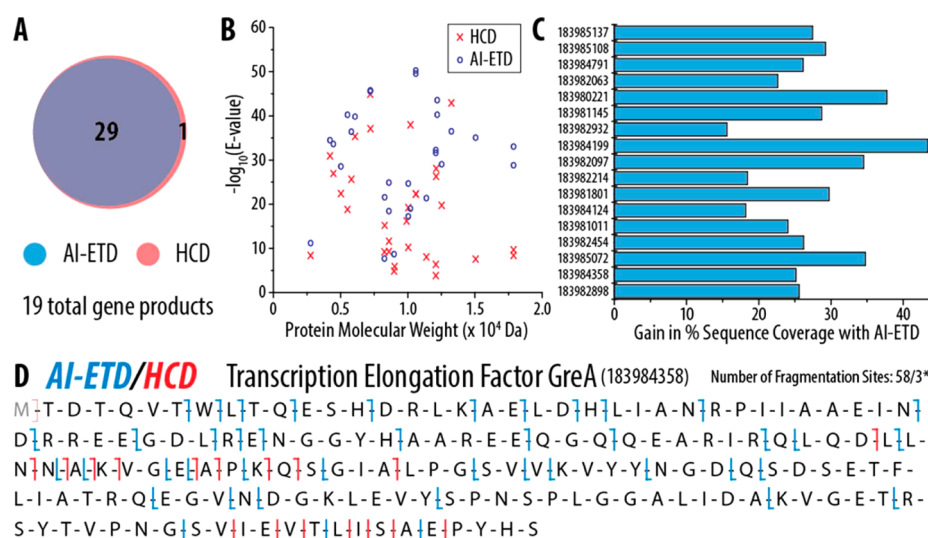 A
29
1
AI-ETD HCD
19 total gene products
B
-log10(E-value)
60
50
40
30
20
10
0
HCD
AI-ETD
0 0.5 1.0 1.5 2.0
Protein Molecular Weight (x 10⁴ Da)
C
183985137
183985108
183984791
183982063
183980221
183981145
183982932
183984199
183982097
183982214
183981801
183984124
183981011
183982454
183985072
183984358
183982898
0 10 20 30 40
Gain in % Sequence Coverage with AI-ETD
D AI-ETD/HCD Transcription Elongation Factor GreA (183984358) Number of Fragmentation Sites: 58/3*
M-T-D-T-Q-V-T-W-L-T-Q-E-S-H-D-R-L-K-A-E-L-D-H-L-I-A-N-R-P-I-I-A-A-E-I-N-
D-R-R-E-E-G-D-L-R-E-N-G-G-Y-H-A-A-R-E-E-Q-G-Q-Q-E-A-R-I-R-Q-L-Q-D-L-L-
N-N-A-K-V-G-E-A-P-K-Q-S-G-I-A-L-P-G-S-V-V-K-V-Y-Y-N-G-D-Q-S-D-S-E-T-F-
L-I-A-T-R-Q-E-G-V-N-D-G-K-L-E-V-Y-S-P-N-S-P-L-G-G-A-L-I-D-A-K-V-G-E-T-R-
S-Y-T-V-P-N-G-S-V-I-E-V-T-L-I-S-A-E-P-Y-H-S